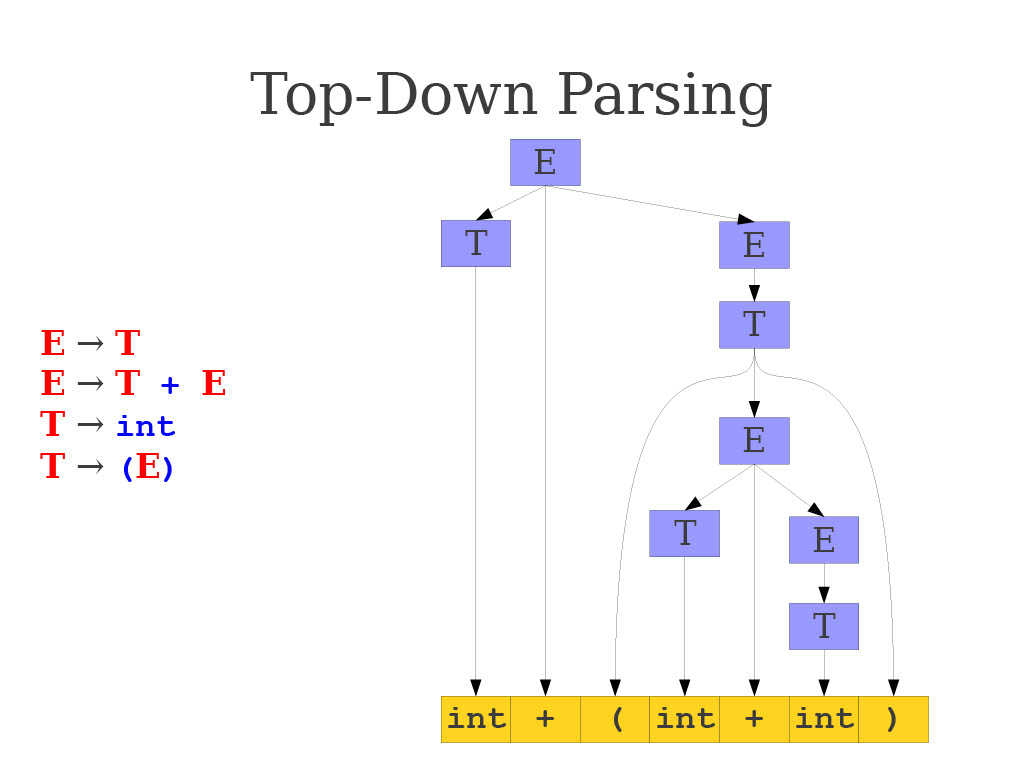 Top-Down Parsing
E
T E
T
E → T
E → T + E
T → int
T → (E)
E
T E
T
int + ( int + int )